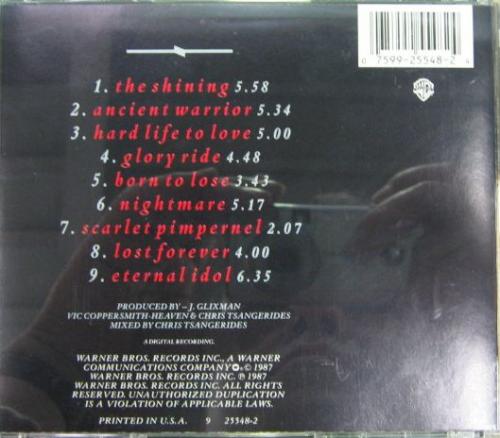 0 7599-25548-2 4
1. the shining 5.58
2. ancient warrior 5.34
3. hard life to love 5.00
4. glory ride 4.48
5. born to lose 3.43
6. nightmare 5.17
7. scarlet pimpernel 2.07
8. lost forever 4.00
9. eternal idol 6.35
PRODUCED BY – J. GLIXMAN
VIC COPPERSMITH-HEAVEN & CHRIS TSANGERIDES
MIXED BY CHRIS TSANGERIDES
A DIGITAL RECORDING.
WARNER BROS. RECORDS INC., A WARNER
COMMUNICATIONS COMPANY © 1987
WARNER BROS. RECORDS INC. ℗ 1987
WARNER BROS. RECORDS INC. ALL RIGHTS
RESERVED. UNAUTHORIZED DUPLICATION
IS A VIOLATION OF APPLICABLE LAWS.
PRINTED IN U.S.A. 9 25548-2